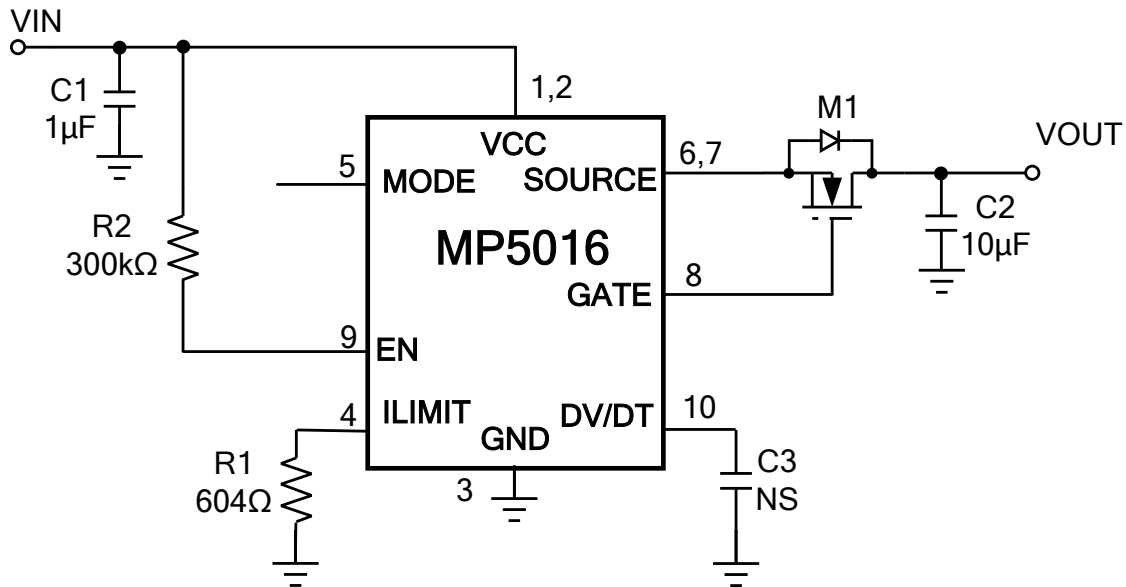 VIN
C1
1µF
1,2
M1
VOUT
VCC
5
MODE
SOURCE
6,7
C2
10µF
R2
300kΩ
MP5016
8
GATE
9
EN
4
ILIMIT
DV/DT
10
GND
R1
604Ω
3
C3
NS